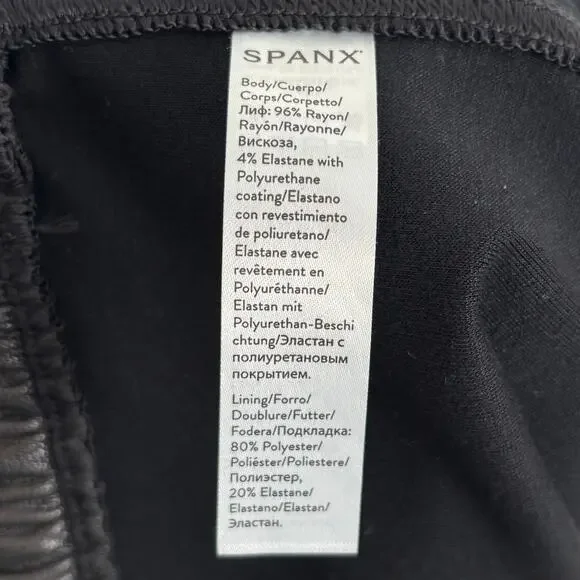 SPANX®
Body/Cuerpo/
Corps/Corpetto/
Лиф: 96% Rayon/
Rayón/Rayonne/
Вискоза,
4% Elastane with
Polyurethane
coating/Elastano
con revestimiento
de poliuretano/
Elastane avec
revêtement en
Polyuréthanne/
Elastan mit
Polyurethan-Beschi
chtung/Эластан с
полиуретановым
покрытием.
Lining/Forro/
Doublure/Futter/
Fodera/Подкладка:
80% Polyester/
Poliéster/Poliestere/
Полиэстер,
20% Elastane/
Elastano/Elastan/
Эластан.